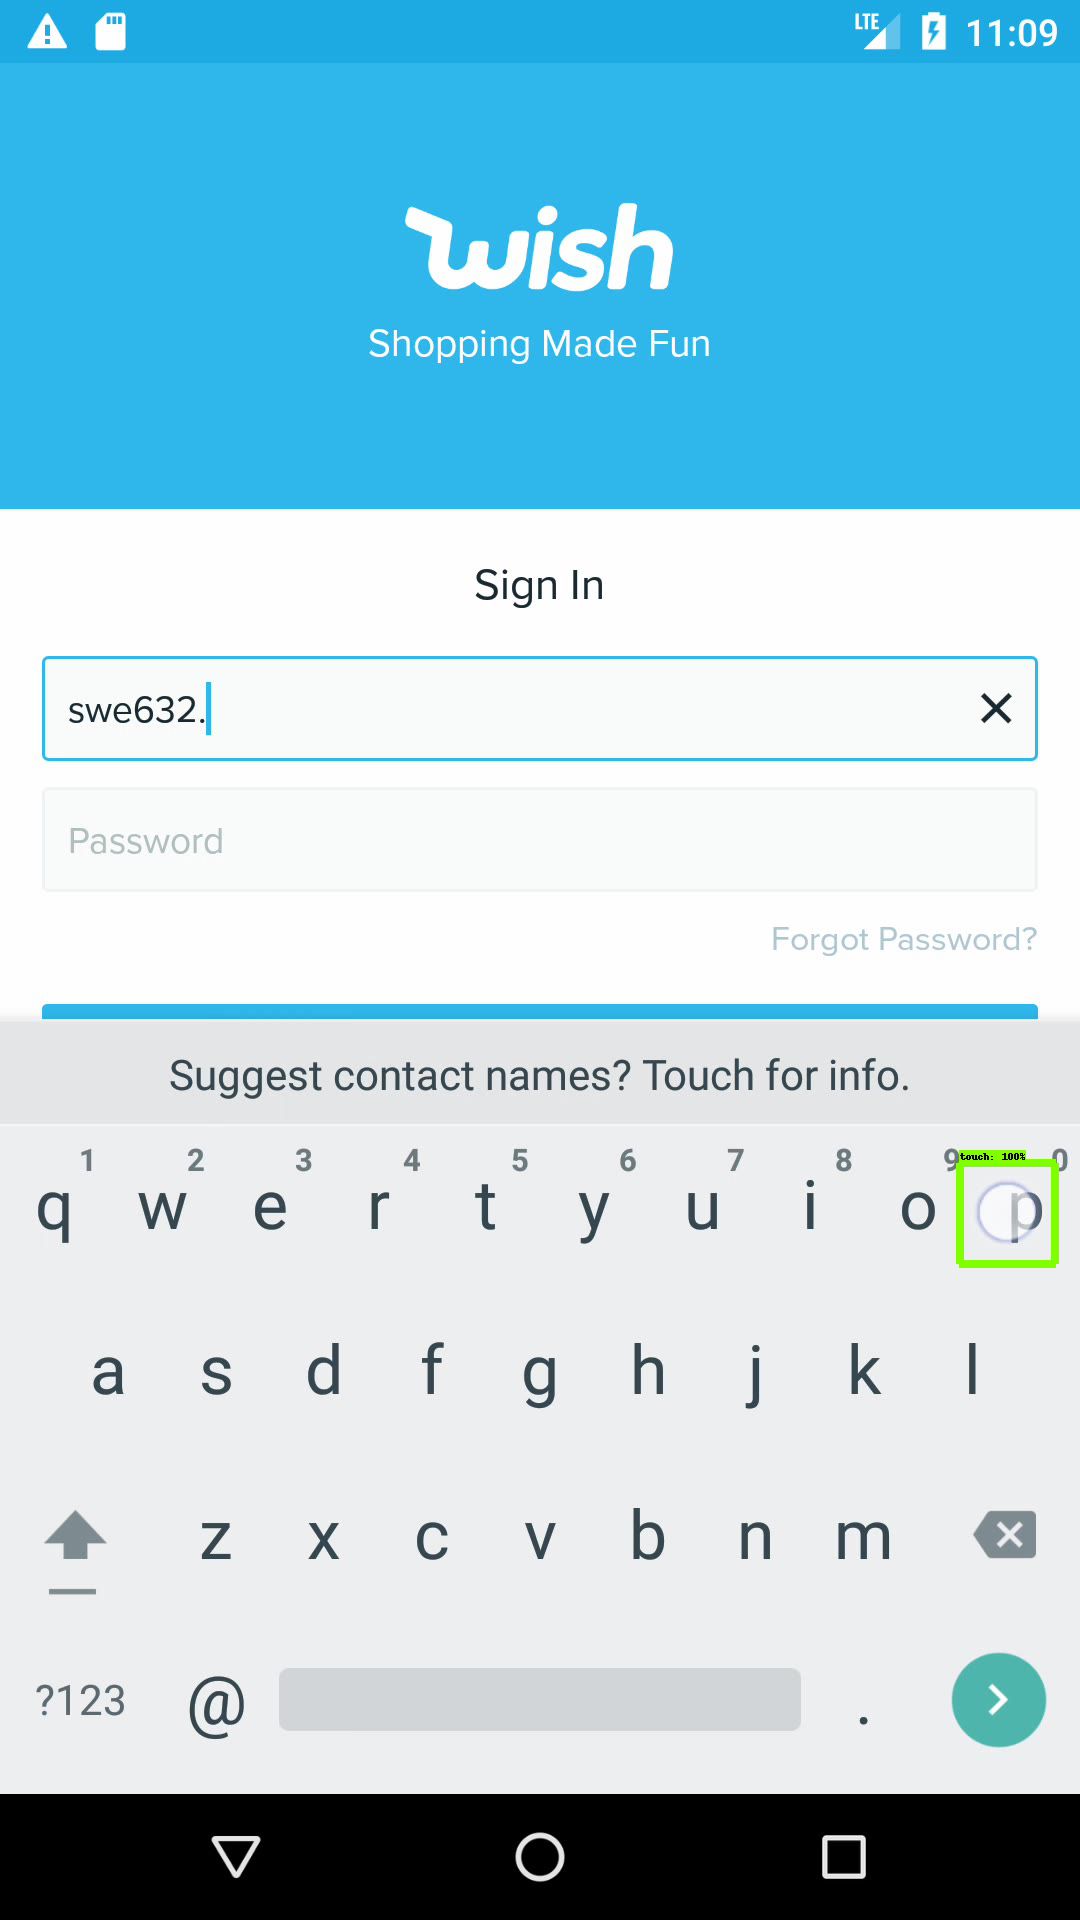 LTE 11:09
wish
Shopping Made Fun
Sign In
swe632.
Password
Forgot Password?
Suggest contact names? Touch for info.
1 2 3 4 5 6 7 8 9 touch: 100% 0
q w e r t y u i o p
a s d f g h j k l
z x c v b n m
?123 @ .